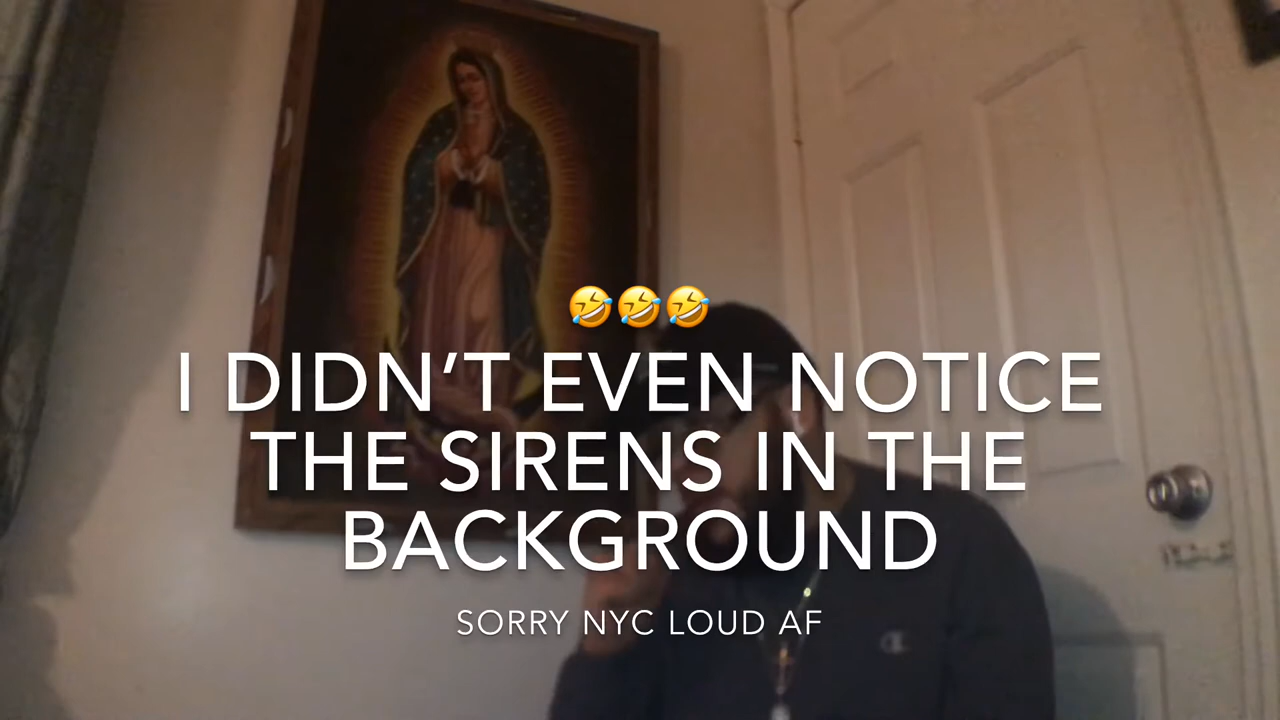 🤣🤣🤣
I DIDN'T EVEN NOTICE
THE SIRENS IN THE
BACKGROUND
SORRY NYC LOUD AF